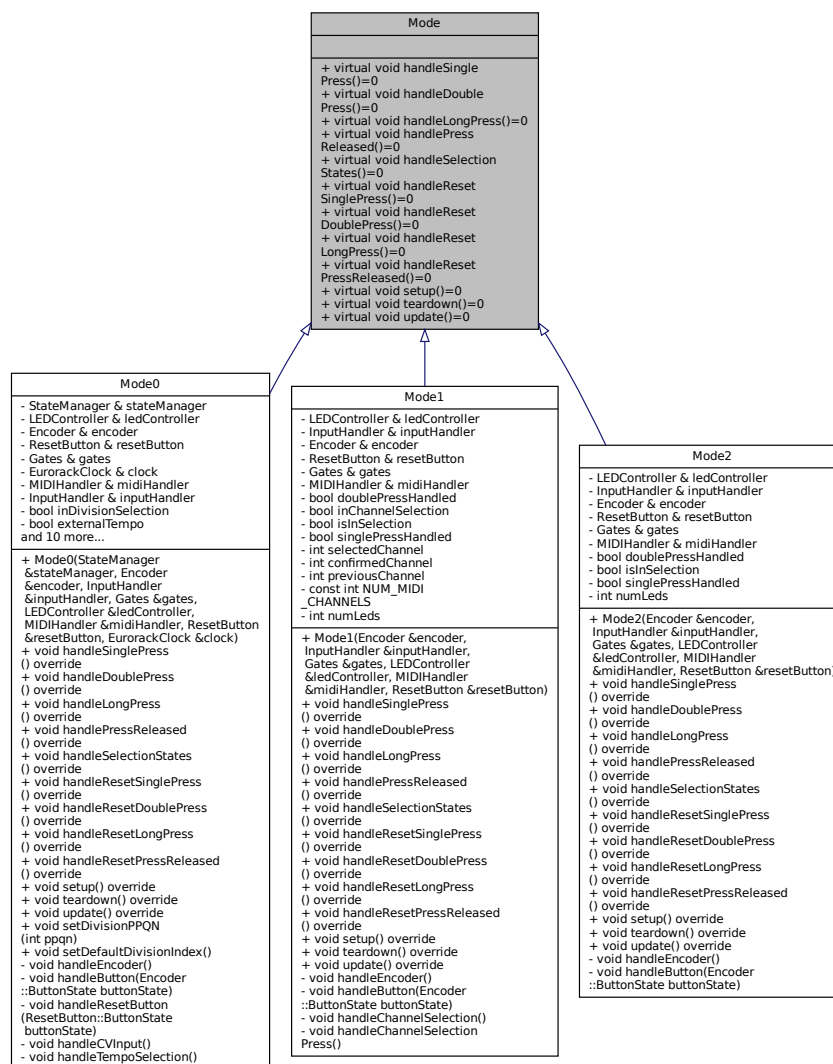 Mode
+ virtual void handleSingle
Press()=0
+ virtual void handleDouble
Press()=0
+ virtual void handleLongPress()=0
+ virtual void handlePress
Released()=0
+ virtual void handleSelection
States()=0
+ virtual void handleReset
SinglePress()=0
+ virtual void handleReset
DoublePress()=0
+ virtual void handleReset
LongPress()=0
+ virtual void handleReset
PressReleased()=0
+ virtual void setup()=0
+ virtual void teardown()=0
+ virtual void update()=0
Mode0
- StateManager & stateManager
- LEDController & ledController
- Encoder & encoder
- ResetButton & resetButton
- Gates & gates
- EurorackClock & clock
- MIDIHandler & midiHandler
- InputHandler & inputHandler
- bool inDivisionSelection
- bool externalTempo
and 10 more...
+ Mode0(StateManager
&stateManager, Encoder
&encoder, InputHandler
&inputHandler, Gates &gates,
LEDController &ledController,
MIDIHandler &midiHandler, ResetButton
&resetButton, EurorackClock &clock)
+ void handleSinglePress
() override
+ void handleDoublePress
() override
+ void handleLongPress
() override
+ void handlePressReleased
() override
+ void handleSelectionStates
() override
+ void handleResetSinglePress
() override
+ void handleResetDoublePress
() override
+ void handleResetLongPress
() override
+ void handleResetPressReleased
() override
+ void setup() override
+ void teardown() override
+ void update() override
+ void setDivisionPPQN
(int ppqn)
+ void setDefaultDivisionIndex()
- void handleEncoder()
- void handleButton(Encoder
::ButtonState buttonState)
- void handleResetButton
(ResetButton::ButtonState
buttonState)
- void handleCVInput()
- void handleTempoSelection()
Mode1
- LEDController & ledController
- InputHandler & inputHandler
- Encoder & encoder
- ResetButton & resetButton
- Gates & gates
- MIDIHandler & midiHandler
- bool doublePressHandled
- bool inChannelSelection
- bool isInSelection
- bool singlePressHandled
- int selectedChannel
- int confirmedChannel
- int previousChannel
- const int NUM_MIDI
_CHANNELS
- int numLeds
+ Mode1(Encoder &encoder,
InputHandler &inputHandler,
Gates &gates, LEDController
&ledController, MIDIHandler
&midiHandler, ResetButton &resetButton)
+ void handleSinglePress
() override
+ void handleDoublePress
() override
+ void handleLongPress
() override
+ void handlePressReleased
() override
+ void handleSelectionStates
() override
+ void handleResetSinglePress
() override
+ void handleResetDoublePress
() override
+ void handleResetLongPress
() override
+ void handleResetPressReleased
() override
+ void setup() override
+ void teardown() override
+ void update() override
- void handleEncoder()
- void handleButton(Encoder
::ButtonState buttonState)
- void handleChannelSelection()
- void handleChannelSelection
Press()
Mode2
- LEDController & ledController
- InputHandler & inputHandler
- Encoder & encoder
- ResetButton & resetButton
- Gates & gates
- MIDIHandler & midiHandler
- bool doublePressHandled
- bool isInSelection
- bool singlePressHandled
- int numLeds
+ Mode2(Encoder &encoder,
InputHandler &inputHandler,
Gates &gates, LEDController
&ledController, MIDIHandler
&midiHandler, ResetButton &resetButton)
+ void handleSinglePress
() override
+ void handleDoublePress
() override
+ void handleLongPress
() override
+ void handlePressReleased
() override
+ void handleSelectionStates
() override
+ void handleResetSinglePress
() override
+ void handleResetDoublePress
() override
+ void handleResetLongPress
() override
+ void handleResetPressReleased
() override
+ void setup() override
+ void teardown() override
+ void update() override
- void handleEncoder()
- void handleButton(Encoder
::ButtonState buttonState)